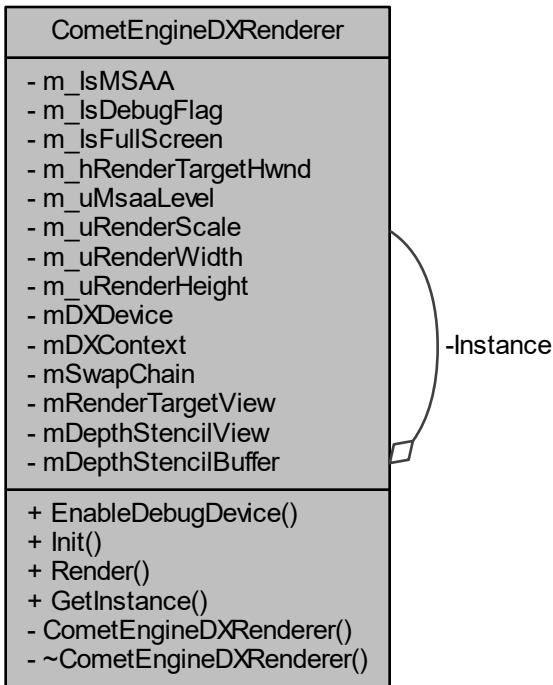 CometEngineDXRenderer
- m_IsMSAA
- m_IsDebugFlag
- m_IsFullScreen
- m_hRenderTargetHwnd
- m_uMsaaLevel
- m_uRenderScale
- m_uRenderWidth
- m_uRenderHeight
- mDXDevice
- mDXContext
- mSwapChain
- mRenderTargetView
- mDepthStencilView
- mDepthStencilBuffer
+ EnableDebugDevice()
+ Init()
+ Render()
+ GetInstance()
- CometEngineDXRenderer()
- ~CometEngineDXRenderer()
-Instance